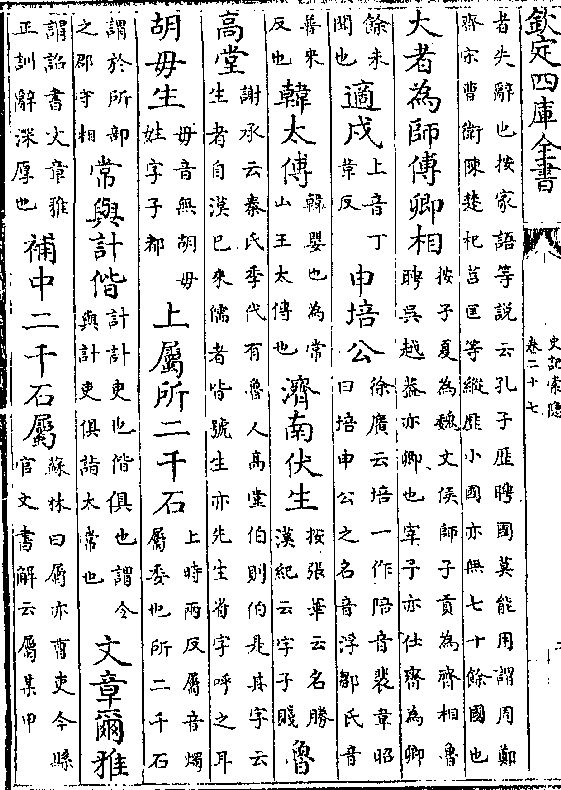 欽定四庫全書
史記索隱
卷二十七
者失辭也按家語等説云孔子歷聘國莫能用謂周鄭
齊宋曹衛陳楚杞莒匡等縱歷小國亦無七十餘國也
大者為師傅卿相 按子夏為魏文侯師子貢為齊相魯
聘吳越葢亦卿也宰予亦仕齊為卿
餘未
聞也 適戍 上音丁
革反 申培公 徐廣云培一作陪音裴韋昭
曰培申公之名音浮鄒氏音
普來
反也 韓太傅 韓嬰也為常
山王太傅也 濟南伏生 按張華云名勝
漢紀云字子賤 魯
高堂 謝承云秦氏季代有魯人高堂伯則伯是其字云
生者自漢已來儒者皆號生亦先生省字呼之耳
胡毋生 毋音無胡毋
姓字子都 上屬所二千石 上時兩反屬音燭
屬委也所二千石
謂於所部
之郡守相 常與計偕 計計吏也偕俱也謂令
與計吏俱詣太常也 文章爾雅
謂詔書文章雅
正訓辭深厚也 補中二千石屬 蘇林曰屬亦曹吏今縣
官文書解云屬某甲